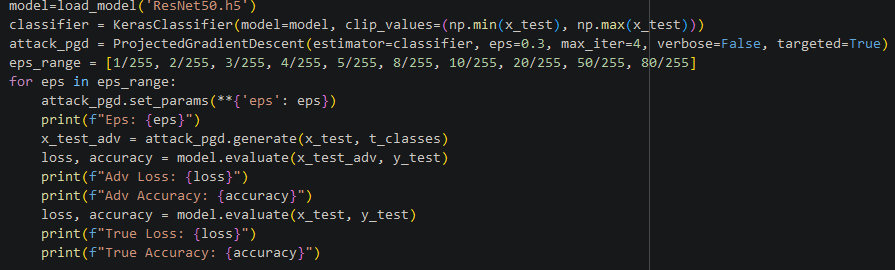 model=load_model('ResNet50.h5')
classifier = KerasClassifier(model=model, clip_values=(np.min(x_test), np.max(x_test)))
attack_pgd = ProjectedGradientDescent(estimator=classifier, eps=0.3, max_iter=4, verbose=False, targeted=True)
eps_range = [1/255, 2/255, 3/255, 4/255, 5/255, 8/255, 10/255, 20/255, 50/255, 80/255]
for eps in eps_range:
    attack_pgd.set_params(**{'eps': eps})
    print(f"Eps: {eps}")
    x_test_adv = attack_pgd.generate(x_test, t_classes)
    loss, accuracy = model.evaluate(x_test_adv, y_test)
    print(f"Adv Loss: {loss}")
    print(f"Adv Accuracy: {accuracy}")
    loss, accuracy = model.evaluate(x_test, y_test)
    print(f"True Loss: {loss}")
    print(f"True Accuracy: {accuracy}")